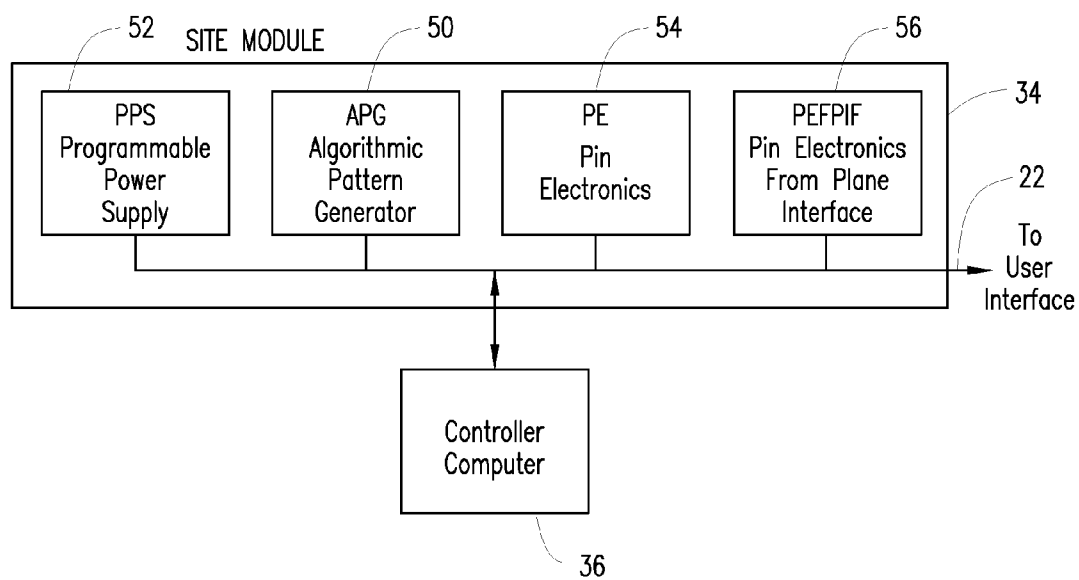 52
50
54
56
SITE MODULE
34
PPS
Programmable
Power
Supply
APG
Algorithmic
Pattern
Generator
PE
Pin
Electronics
PEFPIF
Pin Electronics
From Plane
Interface
22
To
User
Interface
Controller
Computer
36